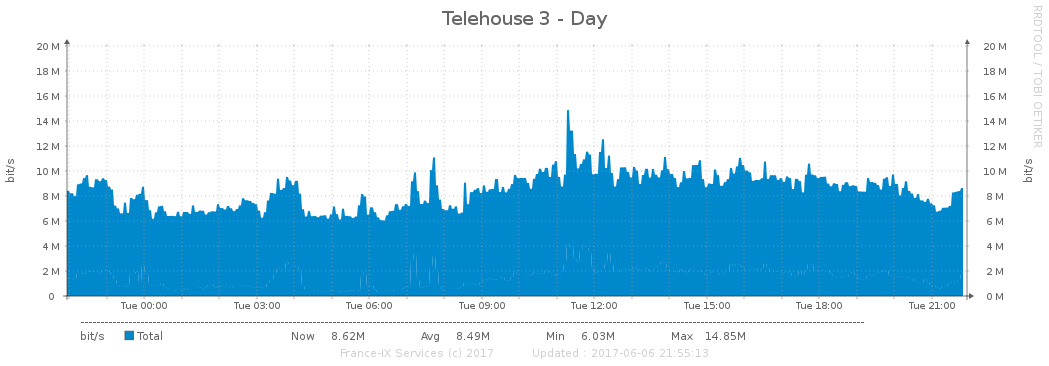 Telehouse 3 - Day
RRDTOOL / TOBI OETIKER
bit/s
20 M 20 M
18 M 18 M
16 M 16 M
14 M 14 M
12 M 12 M
10 M 10 M
8 M 8 M
6 M 6 M
4 M 4 M
2 M 2 M
0 0 M
bit/s
Tue 00:00 Tue 03:00 Tue 06:00 Tue 09:00 Tue 12:00 Tue 15:00 Tue 18:00 Tue 21:00
bit/s Total Now 8.62M Avg 8.49M Min 6.03M Max 14.85M
France-IX Services (c) 2017 Updated : 2017-06-06 21:55:13